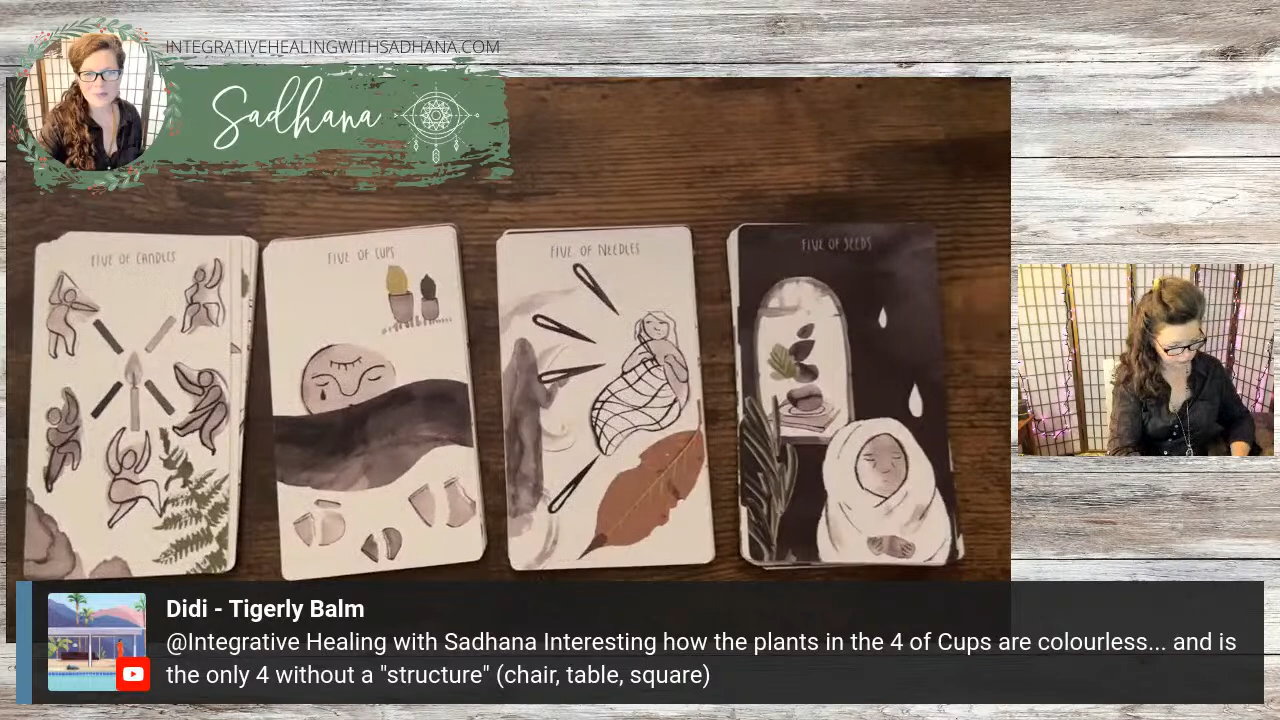 INTEGRATIVEHEALINGWITHSADHANA.COM
Sadhana
FIVE OF CANDLES
FIVE OF CUPS
FIVE OF NEEDLES
FIVE OF SEEDS
Didi - Tigerly Balm
@Integrative Healing with Sadhana Imeresting how the plants in the 4 of Cups are colourless... and is
the only 4 without a "structure" (chair, table, square)